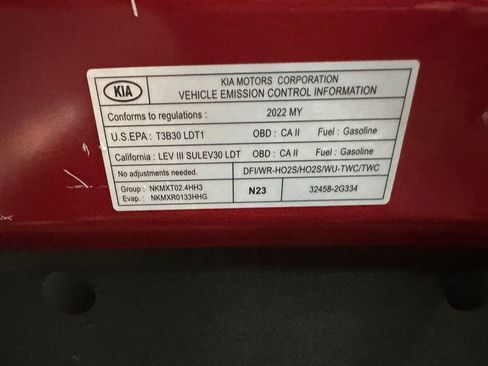 KIA
KIA MOTORS CORPORATION
VEHICLE EMISSION CONTROL INFORMATION
Conforms to regulations : 2022 MY
U.S.EPA : T3B30 LDT1 OBD : CA II Fuel : Gasoline
California : LEV III SULEV30 LDT OBD : CA II Fuel : Gasoline
No adjustments needed. DFI/WR-HO2S/HO2S/WU-TWC/TWC
Group : NKMXT02.4HH3
Evap. : NKMXR0133HHG
N23 32458-2G334